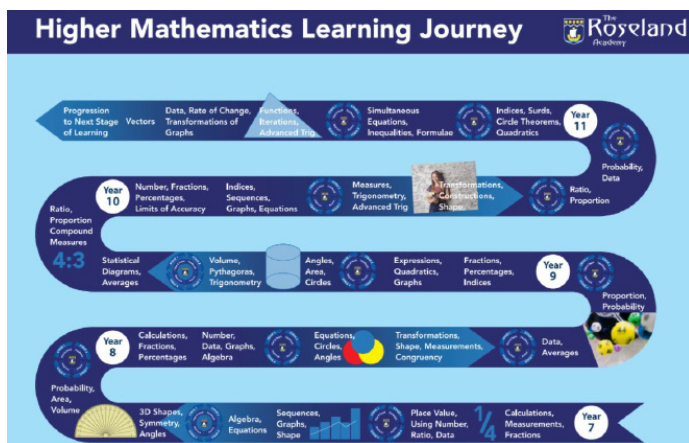 Higher Mathematics Learning Journey
The
Roseland
Academy
Progression
to Next Stage
of Learning
Vectors
Data, Rate of Change,
Transformations of
Graphs
Functions,
Iterations,
Advanced Trig
Simultaneous
Equations,
Inequalities, Formulae
Indices, Surds,
Circle Theorems,
Quadratics
Year
11
Probability,
Data
Year
10
Number, Fractions,
Percentages,
Limits of Accuracy
Indices,
Sequences,
Graphs, Equations
Measures,
Trigonometry,
Advanced Trig
Transformations,
Constructions,
Shape
Ratio,
Proportion
Ratio,
Proportion
Compound
Measures
4:3
Statistical
Diagrams,
Averages
Volume,
Pythagoras,
Trigonometry
Angles,
Area,
Circles
Expressions,
Quadratics,
Graphs
Fractions,
Percentages,
Indices
Year
9
Proportion,
Probability
Year
8
Calculations,
Fractions,
Percentages
Number,
Data, Graphs,
Algebra
Equations,
Circles,
Angles
Transformations,
Shape, Measurements,
Congruency
Data,
Averages
Probability,
Area,
Volume
3D Shapes,
Symmetry,
Angles
Algebra,
Equations
Sequences,
Graphs,
Shape
Place Value,
Using Number,
Ratio, Data
1/4
Calculations,
Measurements,
Fractions
Year
7